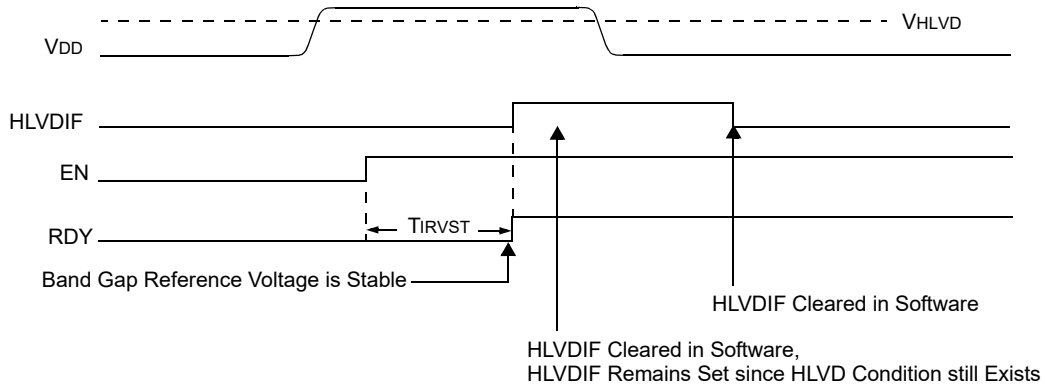 VHLVD
VDD
HLVDIF
EN
TIRVST
RDY
Band Gap Reference Voltage is Stable
HLVDIF Cleared in Software
HLVDIF Cleared in Software,
HLVDIF Remains Set since HLVD Condition still Exists